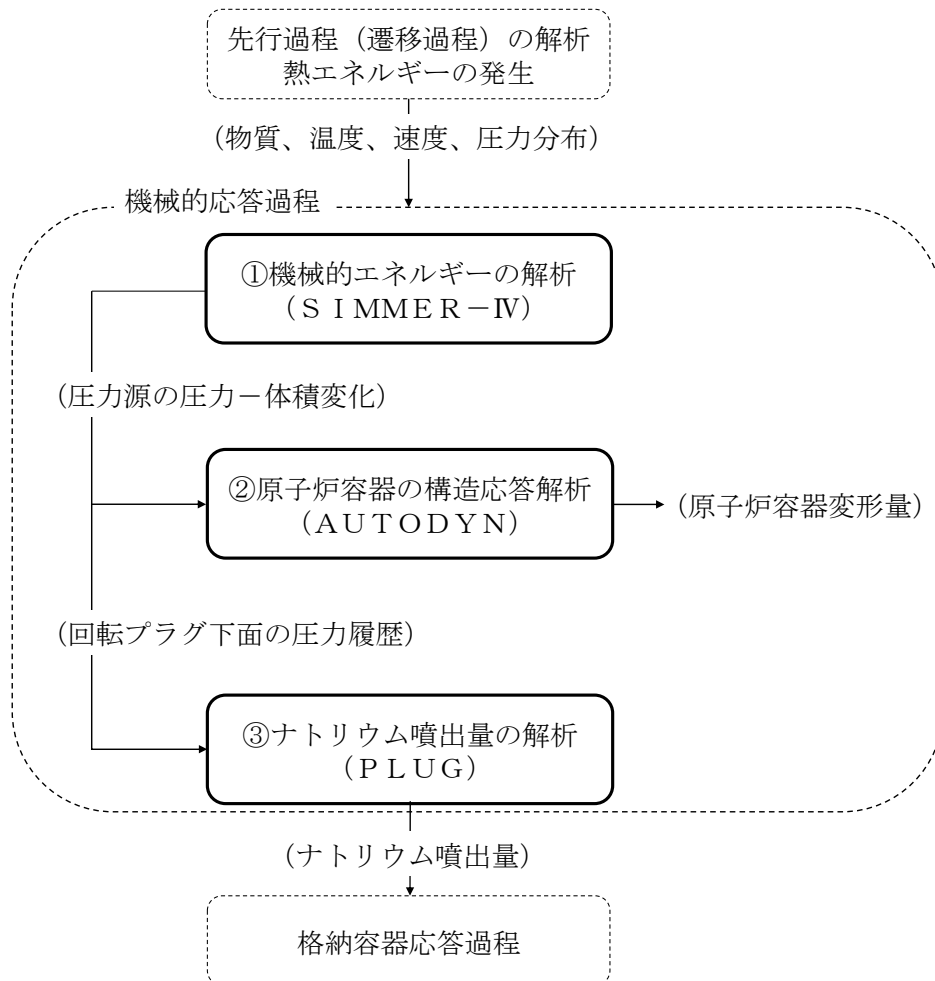 先行過程（遷移過程）の解析
熱エネルギーの発生
（物質、温度、速度、圧力分布）
機械的応答過程
①機械的エネルギーの解析
（ＳＩＭＭＥＲ－Ⅳ）
（圧力源の圧力－体積変化）
②原子炉容器の構造応答解析
（ＡＵＴＯＤＹＮ）
（原子炉容器変形量）
（回転プラグ下面の圧力履歴）
③ナトリウム噴出量の解析
（ＰＬＵＧ）
（ナトリウム噴出量）
格納容器応答過程